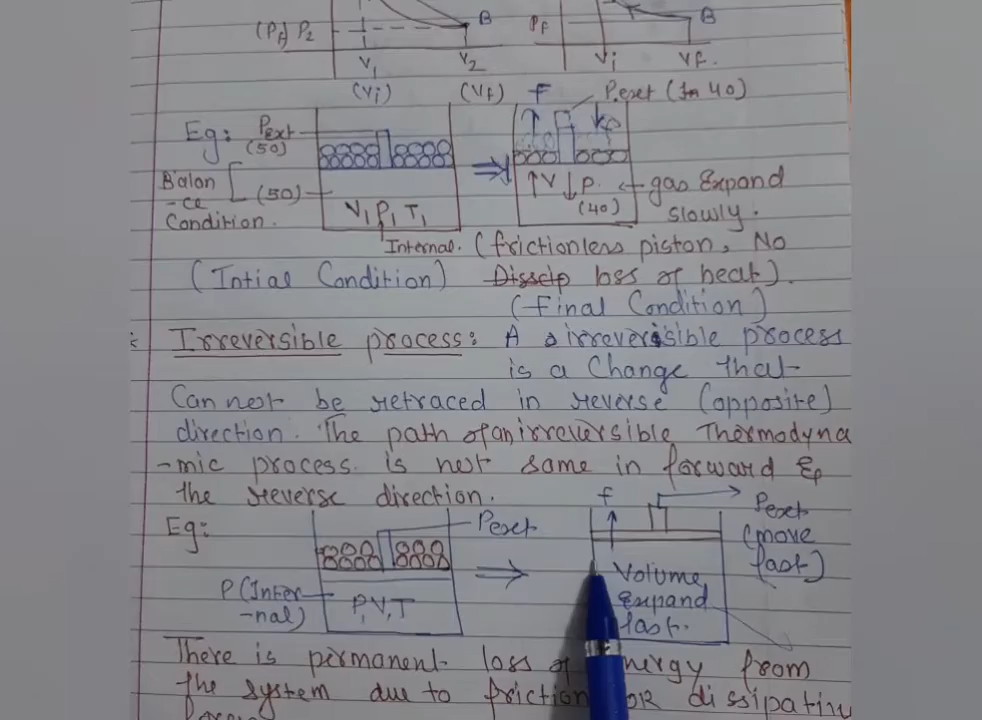 (Pf) P2 B Pf B
V1 V2 Vi Vf.
(Vi) (Vf) F Pext (In 40)
Eg: Pext
(50)
Balan
-ce
Condition.
(50)
V1 P1 T1
↑V ↓P
(40)
gas Expand
slowly.
Internal. (frictionless piston, No
(Intial Condition) loss of heat).
(Final Condition)
Irreversible process: A irreversible process
is a Change that
Can not be retraced in reverse (opposite)
direction. The path of an irreversible Thermodyna
-mic process is not same in forward &
the reverse direction.
Eg: Pext
f Pext
(move
fast)
P(Inter
-nal)
P,V,T
Volume
Expand
fast.
There is permanent loss of energy from
the system due to friction OR dissipating